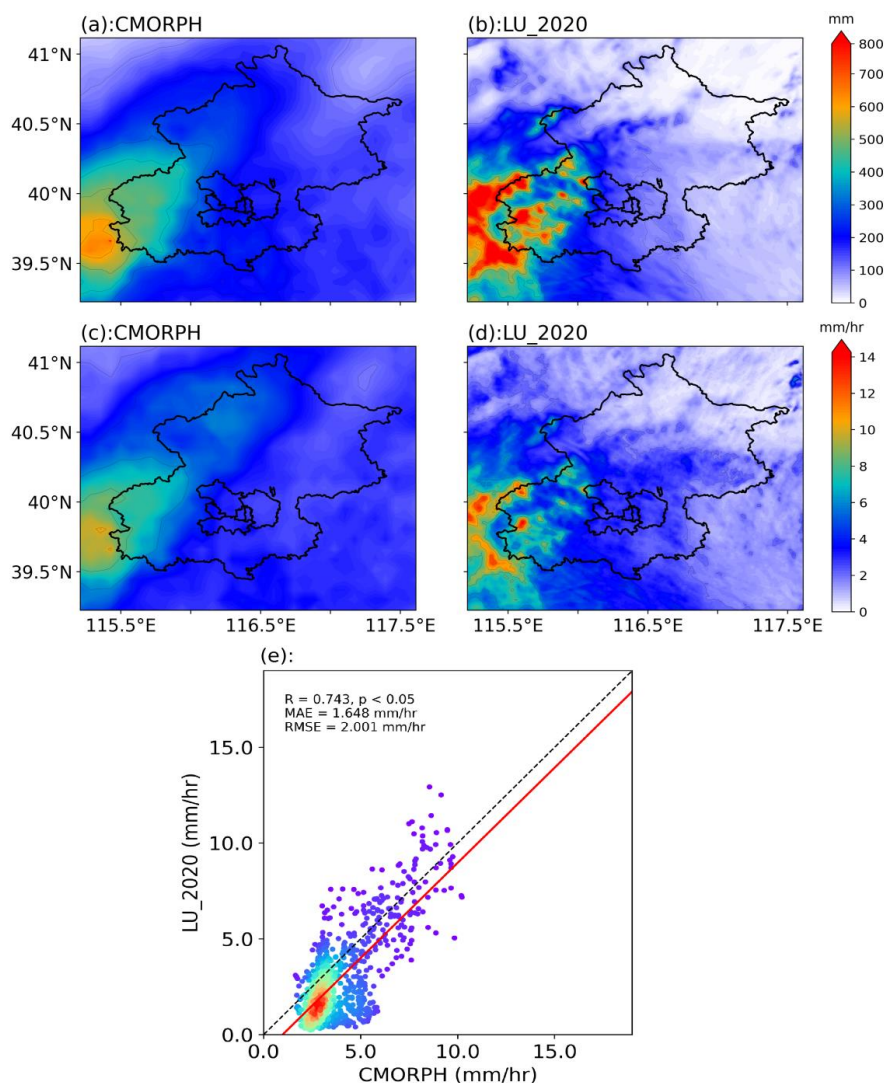 (a):CMORPH
(b):LU_2020
mm
41°N
40.5°N
40°N
39.5°N
800
700
600
500
400
300
200
100
0
(c):CMORPH
(d):LU_2020
mm/hr
41°N
40.5°N
40°N
39.5°N
14
12
10
8
6
4
2
0
115.5°E 116.5°E 117.5°E
115.5°E 116.5°E 117.5°E
(e):
R = 0.743, p < 0.05
MAE = 1.648 mm/hr
RMSE = 2.001 mm/hr
LU_2020 (mm/hr)
15.0
10.0
5.0
0.0
0.0 5.0 10.0 15.0
CMORPH (mm/hr)